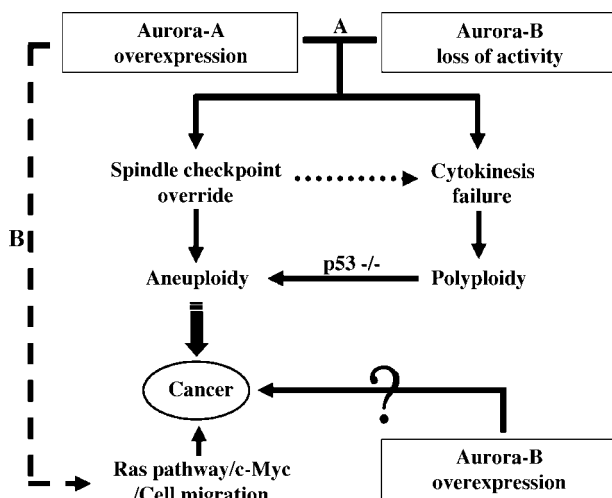 Aurora-A
overexpression
A
Aurora-B
loss of activity
Spindle checkpoint
override
Cytokinesis
failure
B
Aneuploidy
p53 -/-
Polyploidy
Cancer
?
Ras pathway/c-Myc
/Cell migration
Aurora-B
overexpression